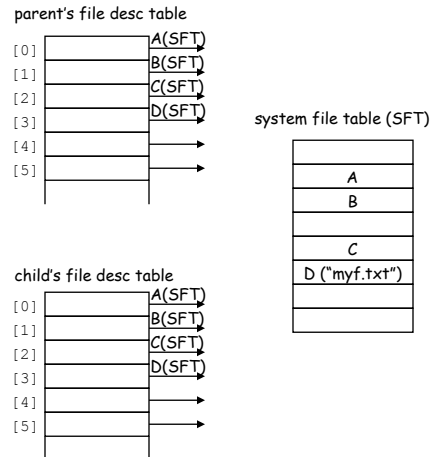 parent's file desc table
[0] A(SFT)
[1] B(SFT)
[2] C(SFT)
[3] D(SFT)
[4]
[5]
system file table (SFT)
A
B
C
D ("myf.txt")
child's file desc table
[0] A(SFT)
[1] B(SFT)
[2] C(SFT)
[3] D(SFT)
[4]
[5]